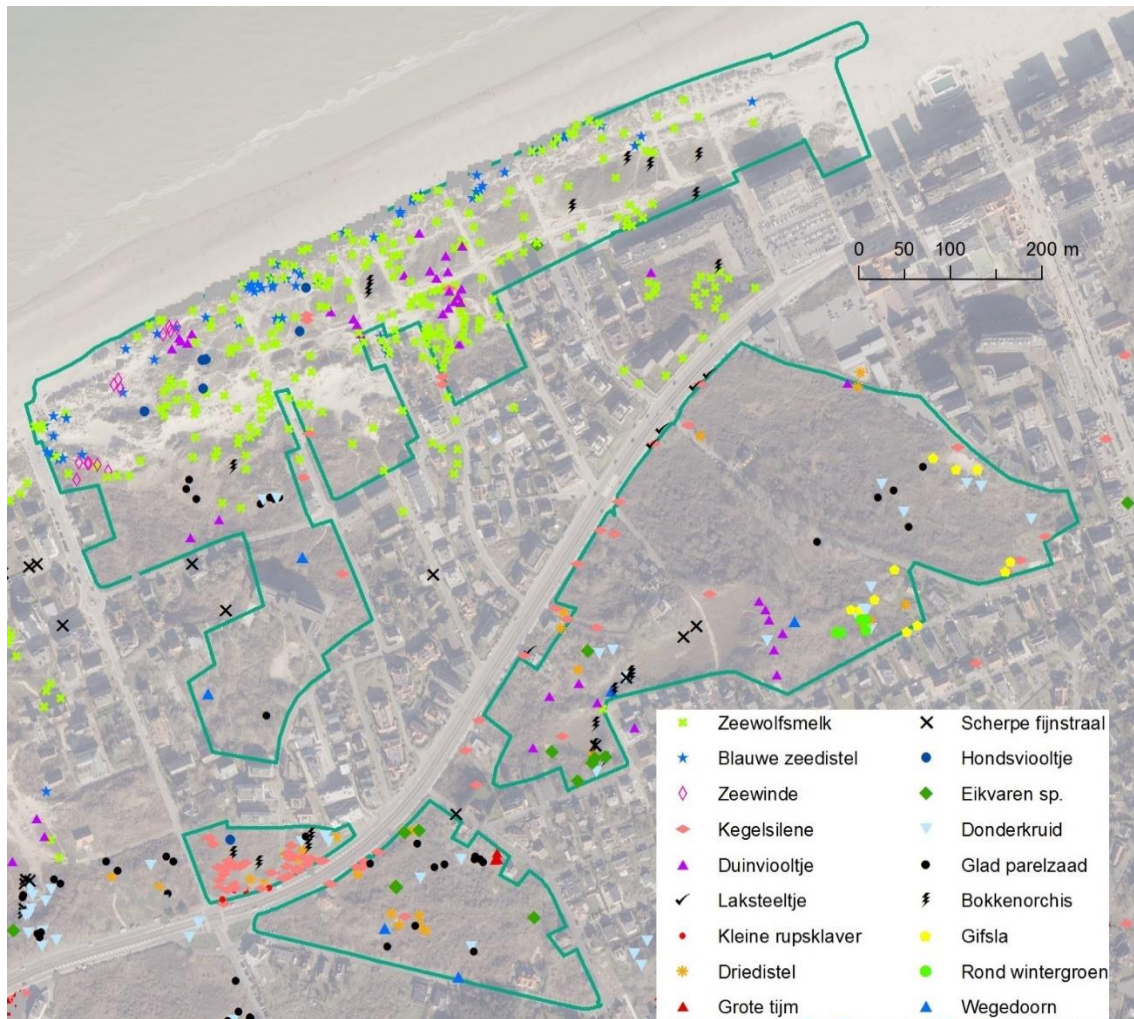 0 50 100 200 m
Zeewolfsmelk
Blauwe zeedistel
Zeewinde
Kegelsilene
Duinviooltje
Laksteeltje
Kleine rupsklaver
Driedistel
Grote tijm
Scherpe fijnstraal
Hondsviooltje
Eikvaren sp.
Donderkruid
Glad parelzaad
Bokkenorchis
Gifsla
Rond wintergroen
Wegedoorn